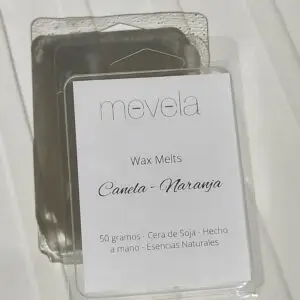 mevela
Wax Melts
Canela - Naranja
50 gramos - Cera de Soja - Hecho
a mano - Esencias Naturales